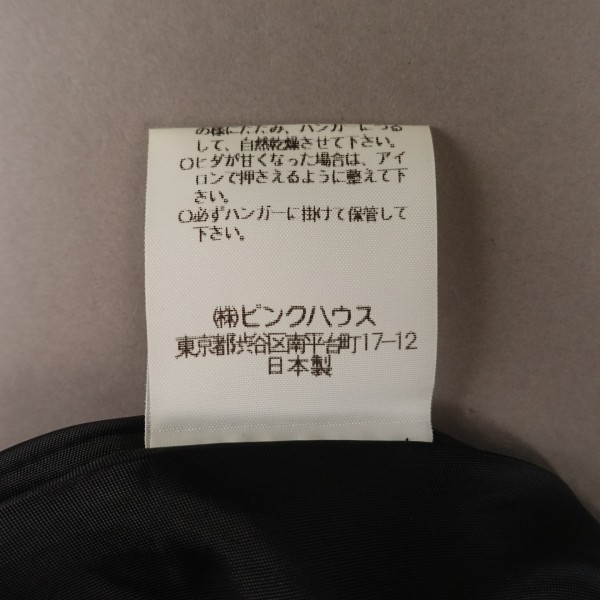 の様にたたみ、ハンガーにつる
して、自然乾燥させて下さい。
○ヒダが甘くなった場合は、アイ
ロンで押さえるように整えて下
さい。
○必ずハンガーに掛けて保管して
下さい。
㈱ピンクハウス
東京都渋谷区南平台町17-12
日本製